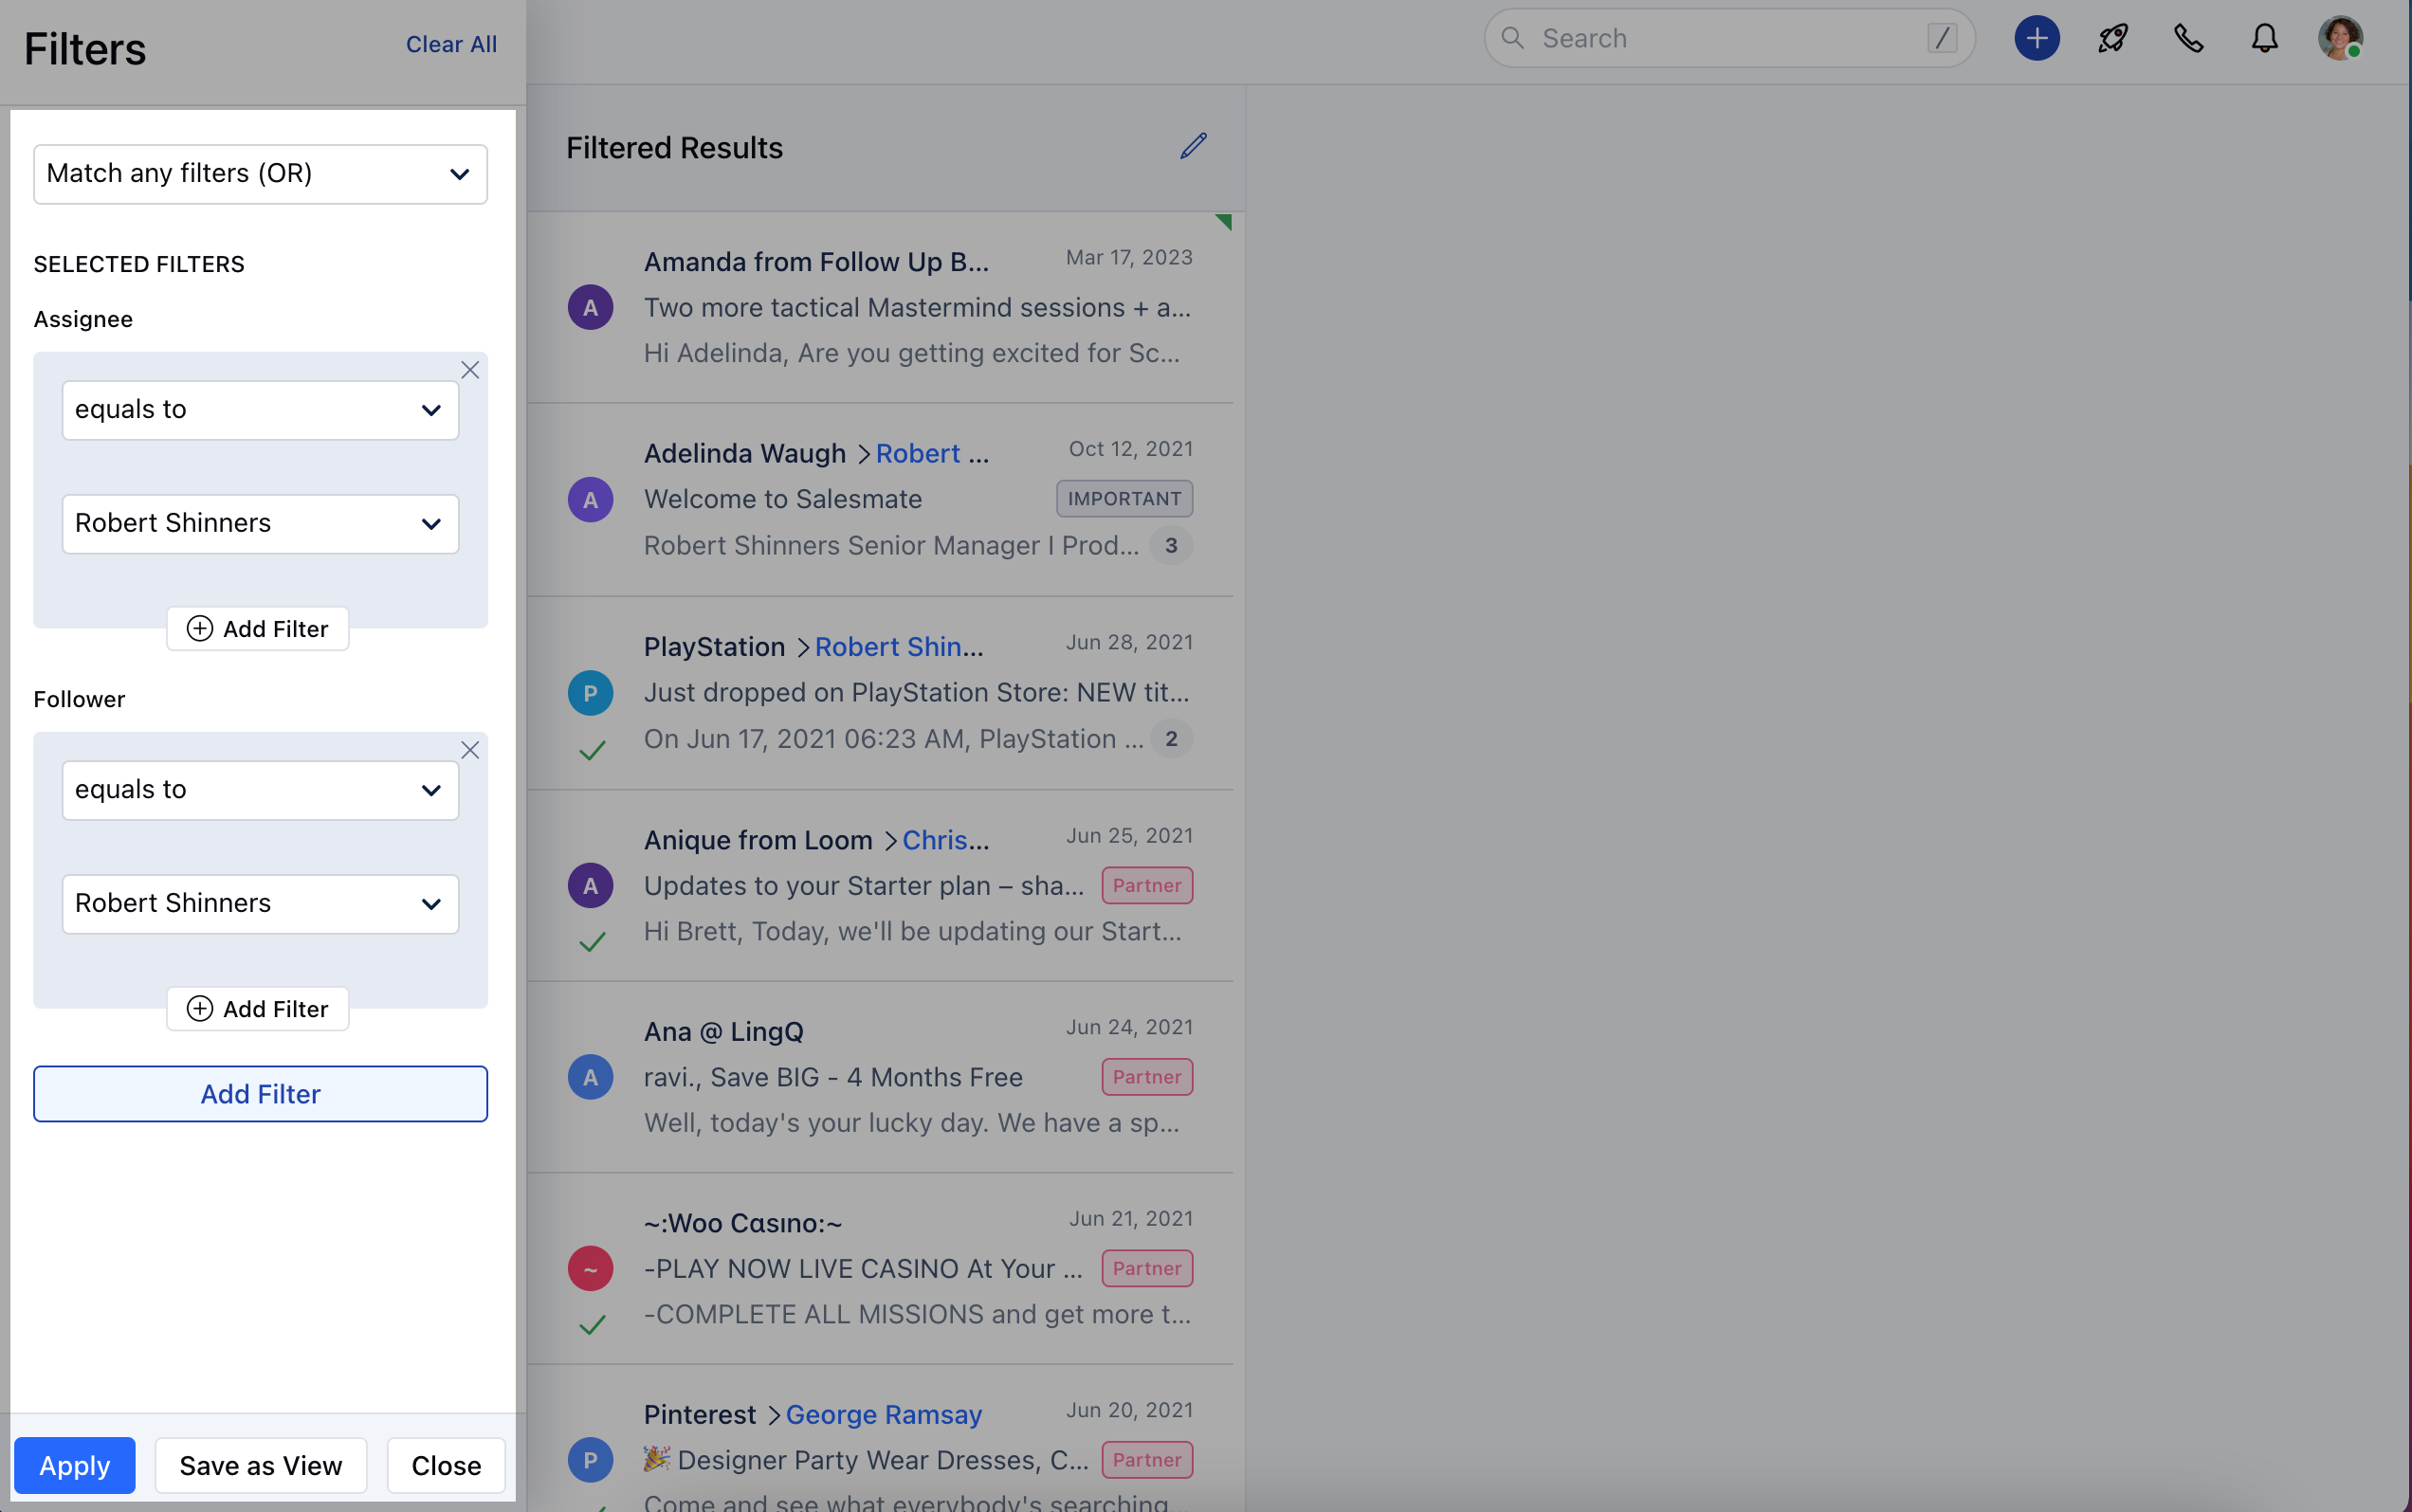 Filters
Clear All
Search
/
Match any filters (OR)
SELECTED FILTERS
Assignee
equals to
Robert Shinners
Add Filter
Follower
equals to
Robert Shinners
Add Filter
Add Filter
Apply
Save as View
Close
Filtered Results
Amanda from Follow Up B...
Mar 17, 2023
A
Two more tactical Mastermind sessions + a...
Hi Adelinda, Are you getting excited for Sc...
Adelinda Waugh > Robert ...
Oct 12, 2021
A
Welcome to Salesmate
IMPORTANT
Robert Shinners Senior Manager I Prod...
3
PlayStation > Robert Shin...
Jun 28, 2021
P
Just dropped on PlayStation Store: NEW tit...
On Jun 17, 2021 06:23 AM, PlayStation ...
2
Anique from Loom > Chris...
Jun 25, 2021
A
Updates to your Starter plan – sha...
Partner
Hi Brett, Today, we'll be updating our Start...
Ana @ LingQ
Jun 24, 2021
A
ravi., Save BIG - 4 Months Free
Partner
Well, today's your lucky day. We have a sp...
~:Woo Cαsıno:~
Jun 21, 2021
~
-PLAY NOW LIVE CASINO At Your ...
Partner
-COMPLETE ALL MISSIONS and get more t...
Pinterest > George Ramsay
Jun 20, 2021
P
🎉 Designer Party Wear Dresses, C...
Partner
Come and see what everybody's searching...